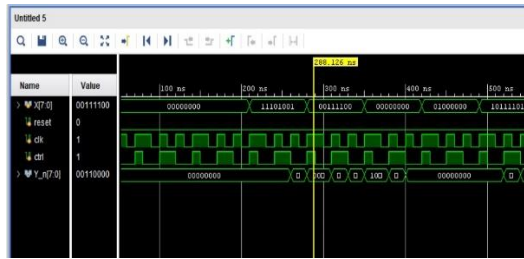 Untitled 5
288.126 ns
Name Value
100 ns 200 ns 300 ns 400 ns 500 ns
X[7:0] 00111100 00000000 11101001 00111100 00000000 01000000 10111101
reset 0
clk 1
ctrl 1
Y_n[7:0] 00110000 00000000 00000000